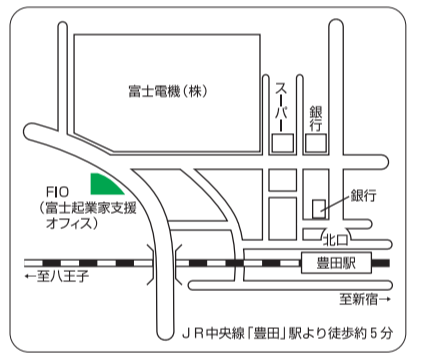 富士電機（株）
スーパー
銀行
FIO
（富士起業家支援
オフィス）
銀行
北口
豊田駅
←至八王子
至新宿→
ＪＲ中央線「豊田」駅より徒歩約５分